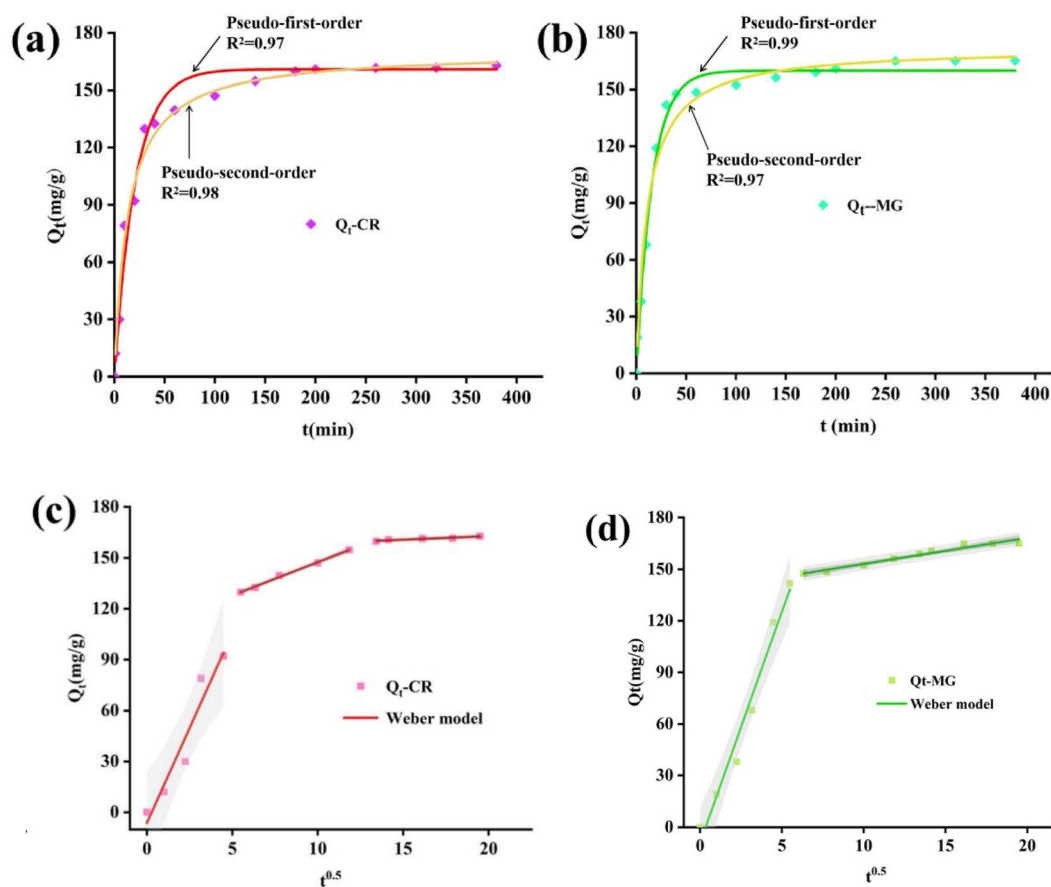 (a)
180
150
120
90
60
30
0
Qt(mg/g)
Pseudo-first-order
R²=0.97
Pseudo-second-order
R²=0.98
Qt-CR
0 50 100 150 200 250 300 350 400
t(min)
(b)
180
150
120
90
60
30
0
Qt(mg/g)
Pseudo-first-order
R²=0.99
Pseudo-second-order
R²=0.97
Qt--MG
0 50 100 150 200 250 300 350 400
t (min)
(c)
180
150
120
90
60
30
0
Qt(mg/g)
Qt-CR
Weber model
0 5 10 15 20
t^0.5
(d)
180
150
120
90
60
30
0
Qt(mg/g)
Qt-MG
Weber model
0 5 10 15 20
t^0.5